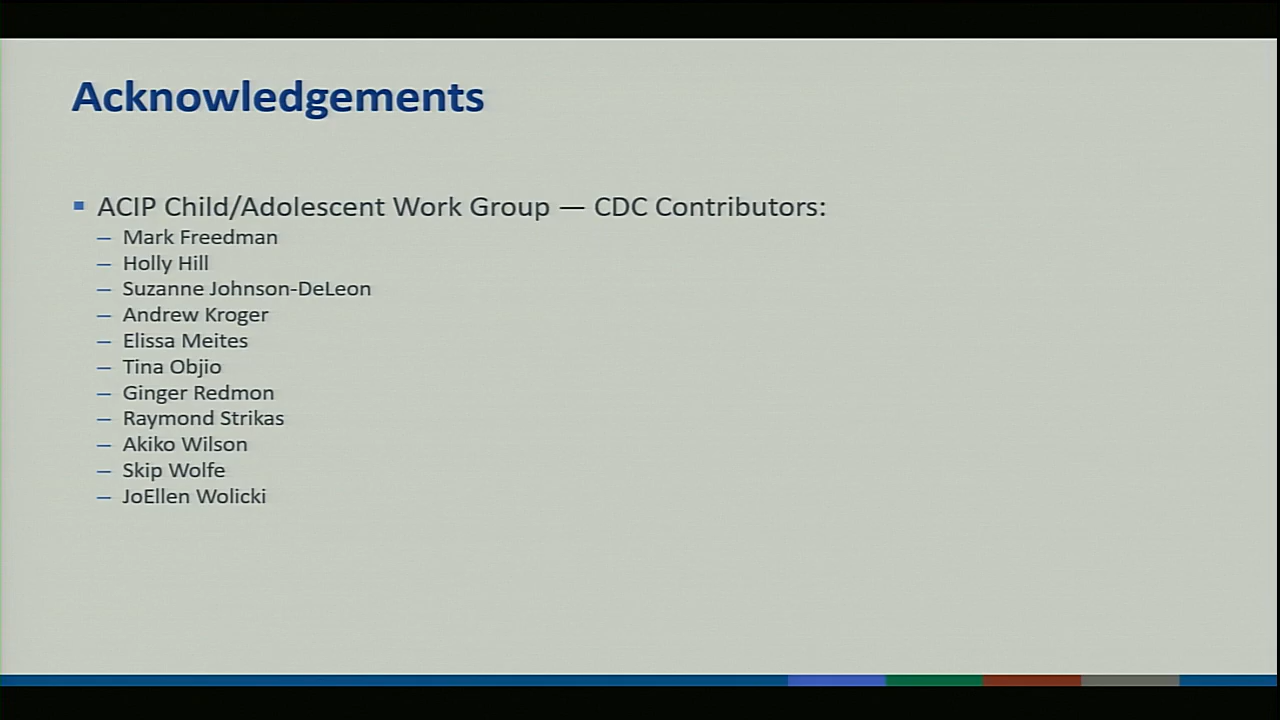 Acknowledgements
▪ ACIP Child/Adolescent Work Group — CDC Contributors:
– Mark Freedman
– Holly Hill
– Suzanne Johnson-DeLeon
– Andrew Kroger
– Elissa Meites
– Tina Objio
– Ginger Redmon
– Raymond Strikas
– Akiko Wilson
– Skip Wolfe
– JoEllen Wolicki